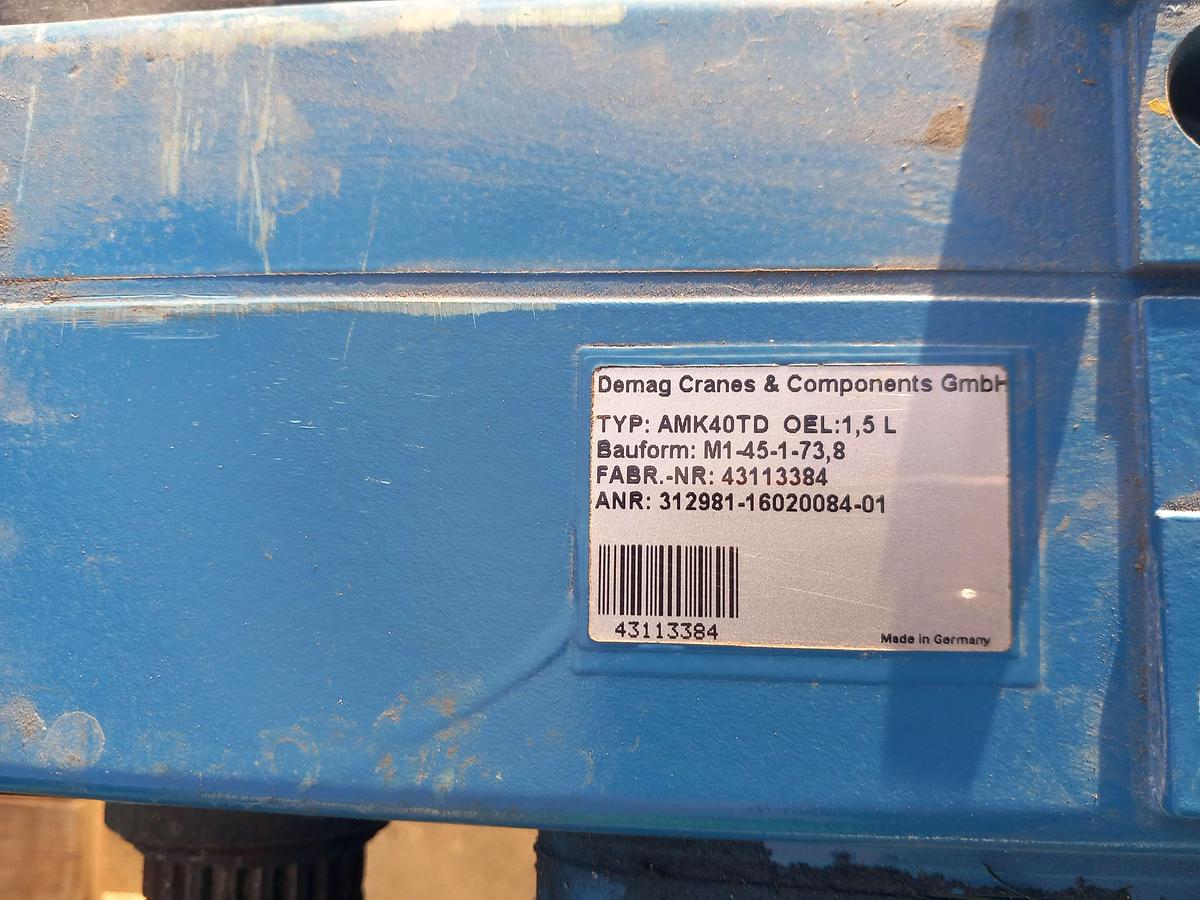 Demag Cranes & Components GmbH
TYP: AMK40TD OEL:1,5 L
Bauform: M1-45-1-73,8
FABR.-NR: 43113384
ANR: 312981-16020084-01
43113384
Made in Germany